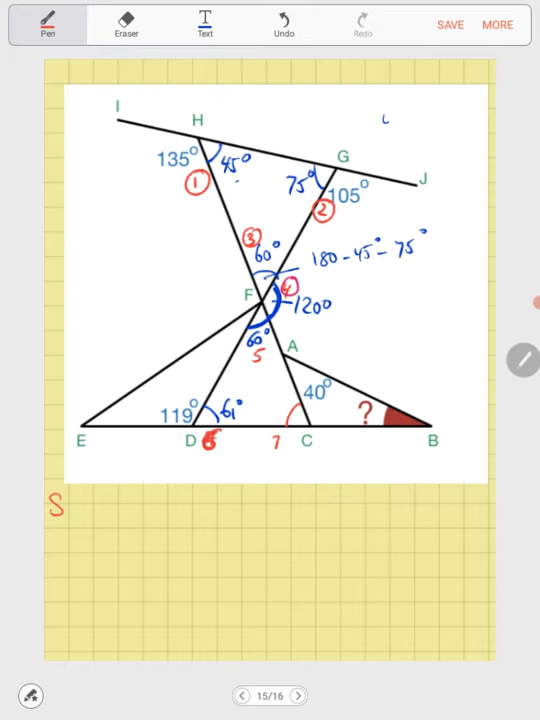 Pen
Eraser
Text
Undo
Redo
SAVE
MORE
I
H
G
J
135°
45°
75°
105°
1
2
3
60°
180-45°-75°
4
F
120°
60°
5
A
40°
119°
61°
?
E
D
6
7
C
B
S
15/16